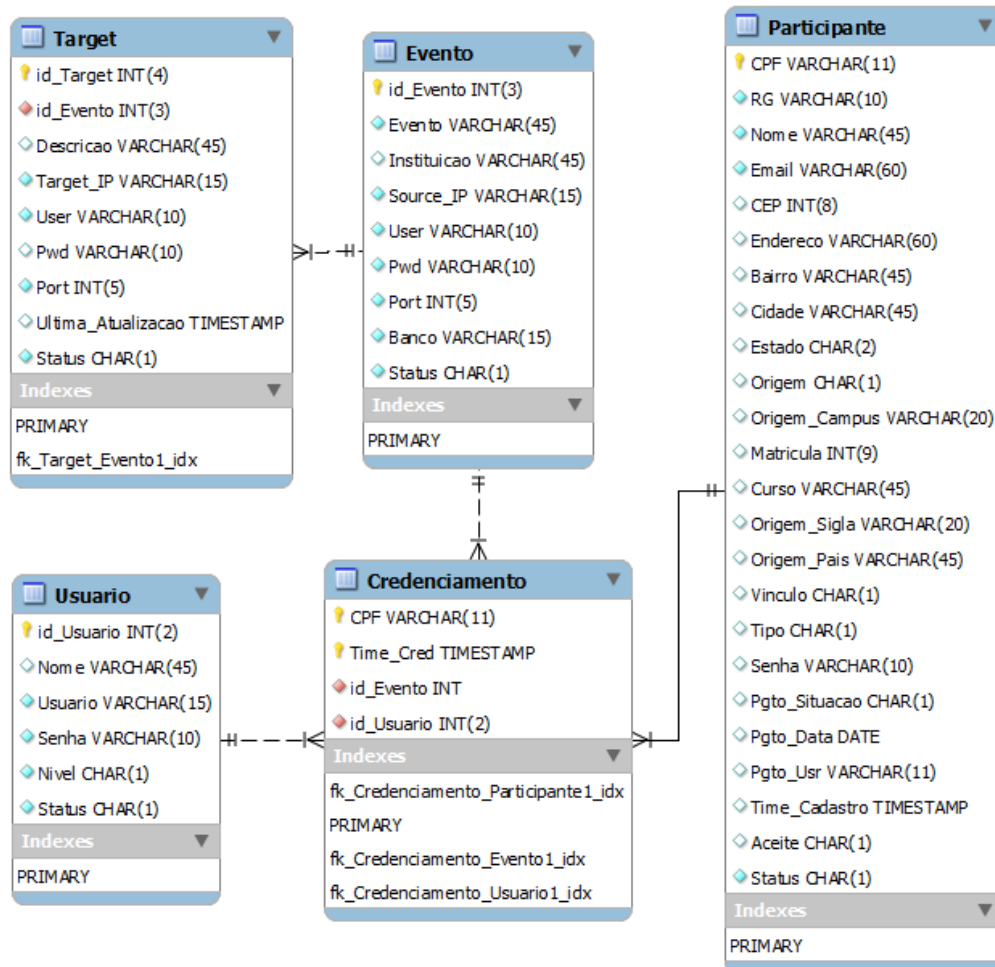 Target
id_Target INT(4)
id_Evento INT(3)
Descricao VARCHAR(45)
Target_IP VARCHAR(15)
User VARCHAR(10)
Pwd VARCHAR(10)
Port INT(5)
Ultima_Atualizacao TIMESTAMP
Status CHAR(1)
Indexes
PRIMARY
fk_Target_Evento1_idx
Evento
id_Evento INT(3)
Evento VARCHAR(45)
Instituicao VARCHAR(45)
Source_IP VARCHAR(15)
User VARCHAR(10)
Pwd VARCHAR(10)
Port INT(5)
Banco VARCHAR(15)
Status CHAR(1)
Indexes
PRIMARY
Participante
CPF VARCHAR(11)
RG VARCHAR(10)
Nome VARCHAR(45)
Email VARCHAR(60)
CEP INT(8)
Endereco VARCHAR(60)
Bairro VARCHAR(45)
Cidade VARCHAR(45)
Estado CHAR(2)
Origem CHAR(1)
Origem_Campus VARCHAR(20)
Matricula INT(9)
Curso VARCHAR(45)
Origem_Sigla VARCHAR(20)
Origem_Pais VARCHAR(45)
Vinculo CHAR(1)
Tipo CHAR(1)
Senha VARCHAR(10)
Pgto_Situacao CHAR(1)
Pgto_Data DATE
Pgto_Usr VARCHAR(11)
Time_Cadastro TIMESTAMP
Aceite CHAR(1)
Status CHAR(1)
Indexes
PRIMARY
Usuario
id_Usuario INT(2)
Nome VARCHAR(45)
Usuario VARCHAR(15)
Senha VARCHAR(10)
Nivel CHAR(1)
Status CHAR(1)
Indexes
PRIMARY
Credenciamento
CPF VARCHAR(11)
Time_Cred TIMESTAMP
id_Evento INT
id_Usuario INT(2)
Indexes
fk_Credenciamento_Participante1_idx
PRIMARY
fk_Credenciamento_Evento1_idx
fk_Credenciamento_Usuario1_idx